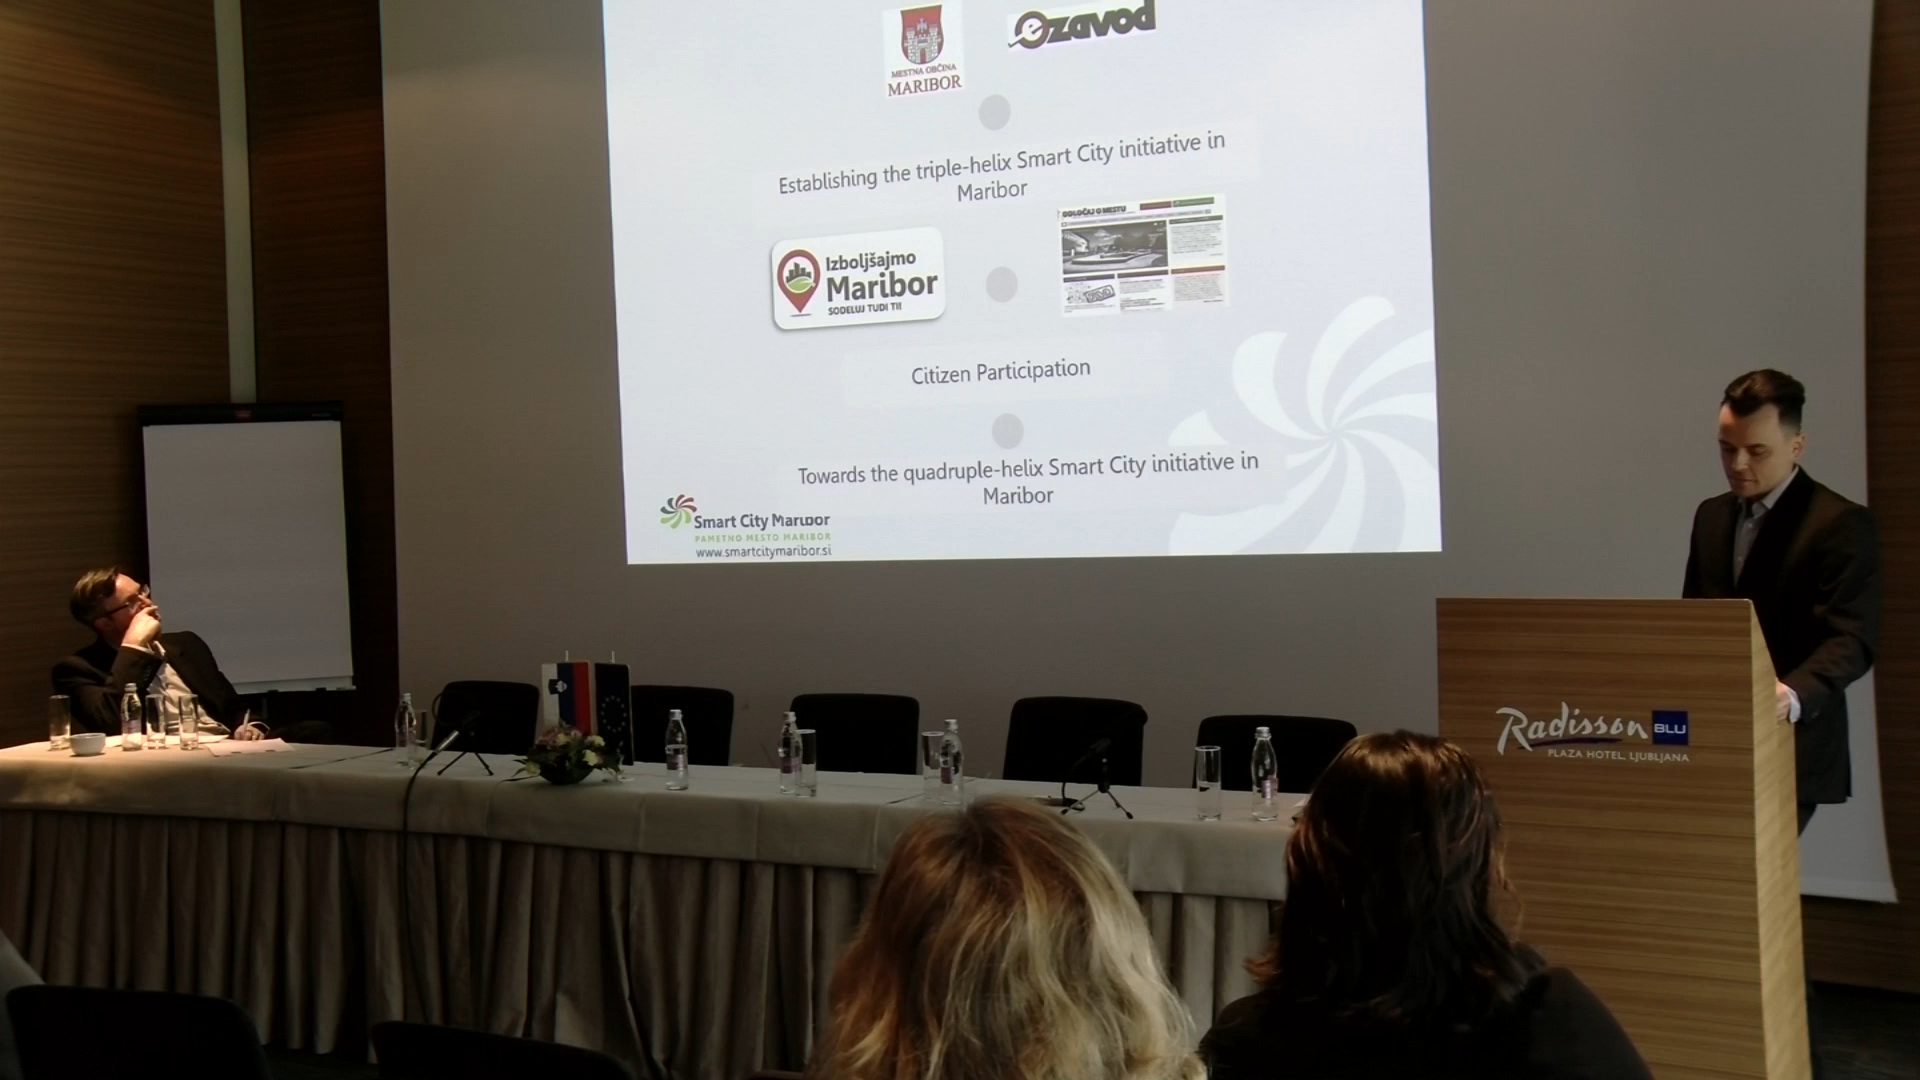 MESTNA OBČINA
MARIBOR
ezavod
Establishing the triple-helix Smart City initiative in
Maribor
ODLOČAJ O MESTU
Izboljšajmo
Maribor
SODELUJ TUDI TI!
Citizen Participation
Towards the quadruple-helix Smart City initiative in
Maribor
Smart City Maribor
PAMETNO MESTO MARIBOR
www.smartcitymaribor.si
Radisson BLU
PLAZA HOTEL, LJUBLJANA